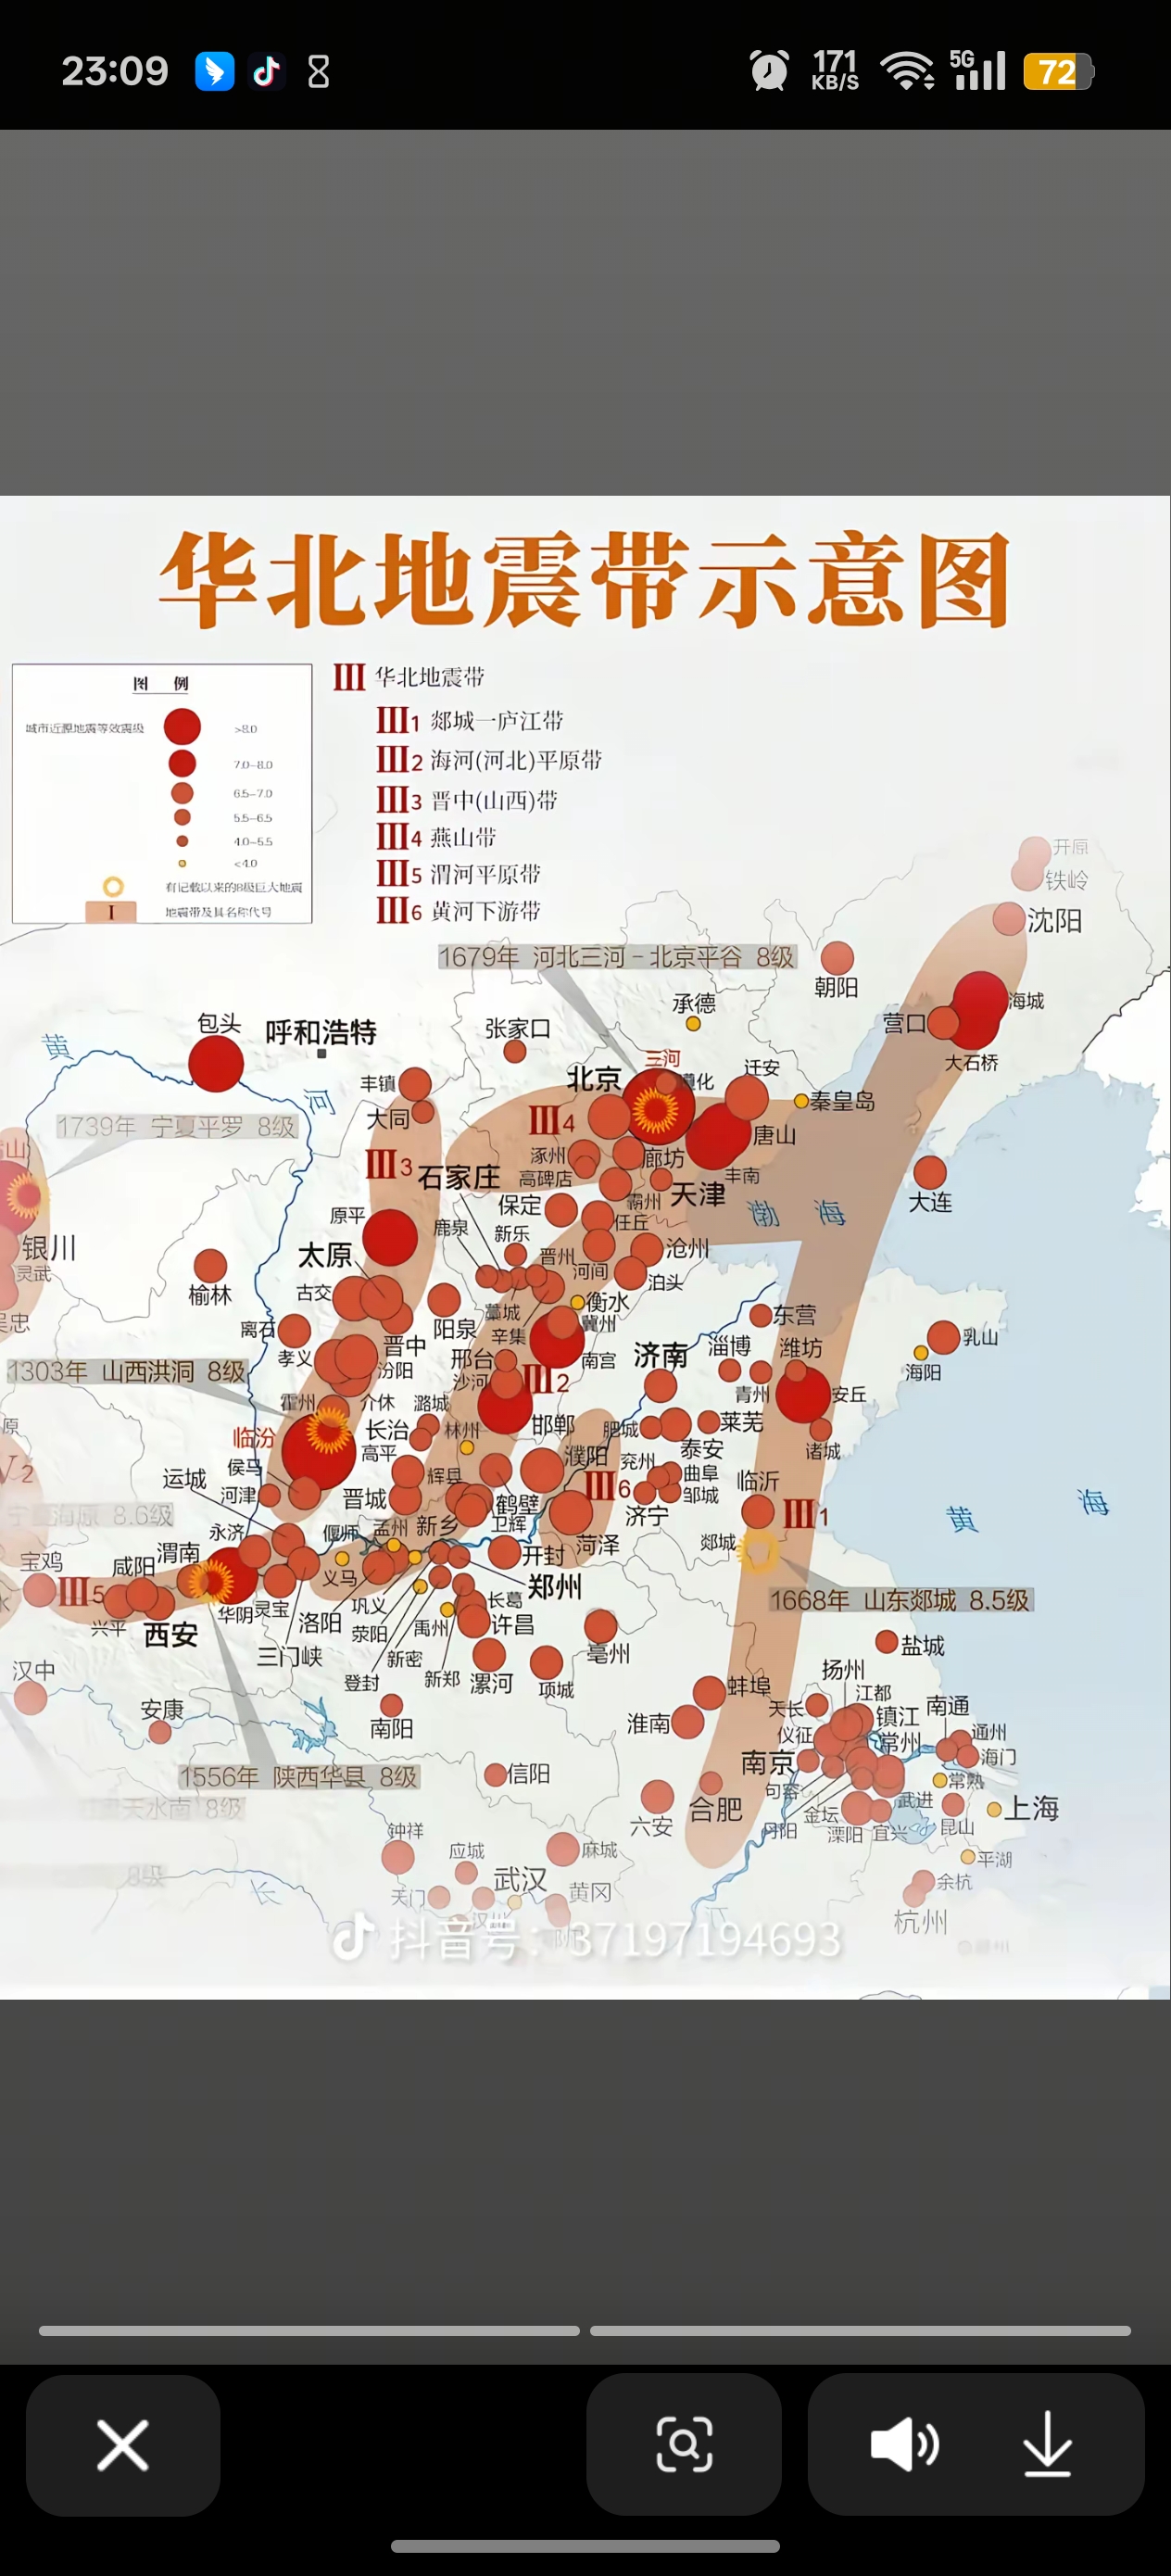 23:09
171
KB/S
5G
72
华北地震带示意图
图 例
城市近源地震等效震级
>8.0
7.0—8.0
6.5—7.0
5.5—6.5
4.0—5.5
<4.0
有记载以来的8级巨大地震
I 地震带及其名称代号
III 华北地震带
III1 郯城一庐江带
III2 海河(河北)平原带
III3 晋中(山西)带
III4 燕山带
III5 渭河平原带
III6 黄河下游带
开原
铁岭
沈阳
1679年 河北三河-北京平谷 8级
朝阳
承德
海城
营口
包头
呼和浩特
张家口
大石桥
黄
三河
迁安
丰镇
北京
遵化
秦皇岛
河
大同
III4
1739年 宁夏平罗 8级
唐山
山
III3
石家庄
涿州
廊坊
高碑店
丰南
天津
大连
保定
霸州
渤 海
原平
鹿泉
新乐
任丘
银川
太原
晋州
沧州
灵武
河间
泊头
榆林
古交
藁城
衡水
东营
忠
离石
阳泉
辛集
冀州
乳山
晋中
孝义
邢台
南宫
济南
淄博
潍坊
海阳
1303年 山西洪洞 8级
汾阳
沙河
III2
青州
安丘
霍州
介休
潞城
原
临汾
长治
林州
邯郸
肥城
莱芜
诸城
高平
濮阳
兖州
泰安
V2
侯马
运城
辉县
III6
曲阜
临沂
河津
晋城
鹤壁
邹城
III1
海原 8.6级
济宁
黄
海
永济
偃师
孟州
新乡
卫辉
菏泽
郯城
宝鸡
咸阳
渭南
开封
III5
义马
郑州
1668年 山东郯城 8.5级
兴平
西安
华阴
灵宝
洛阳
巩义
长葛
荥阳
禹州
许昌
三门峡
新密
亳州
盐城
汉中
登封
新郑
漯河
项城
扬州
安康
南阳
蚌埠
天长
江都
南通
淮南
仪征
镇江
常州
通州
南京
海门
1556年 陕西华县 8级
信阳
句容
常熟
天水南 8级
六安
合肥
金坛
武进
上海
丹阳
溧阳
宜兴
昆山
钟祥
应城
麻城
平湖
8级
武汉
余杭
长
天门
黄冈
杭州
江
抖音号: 37197194693